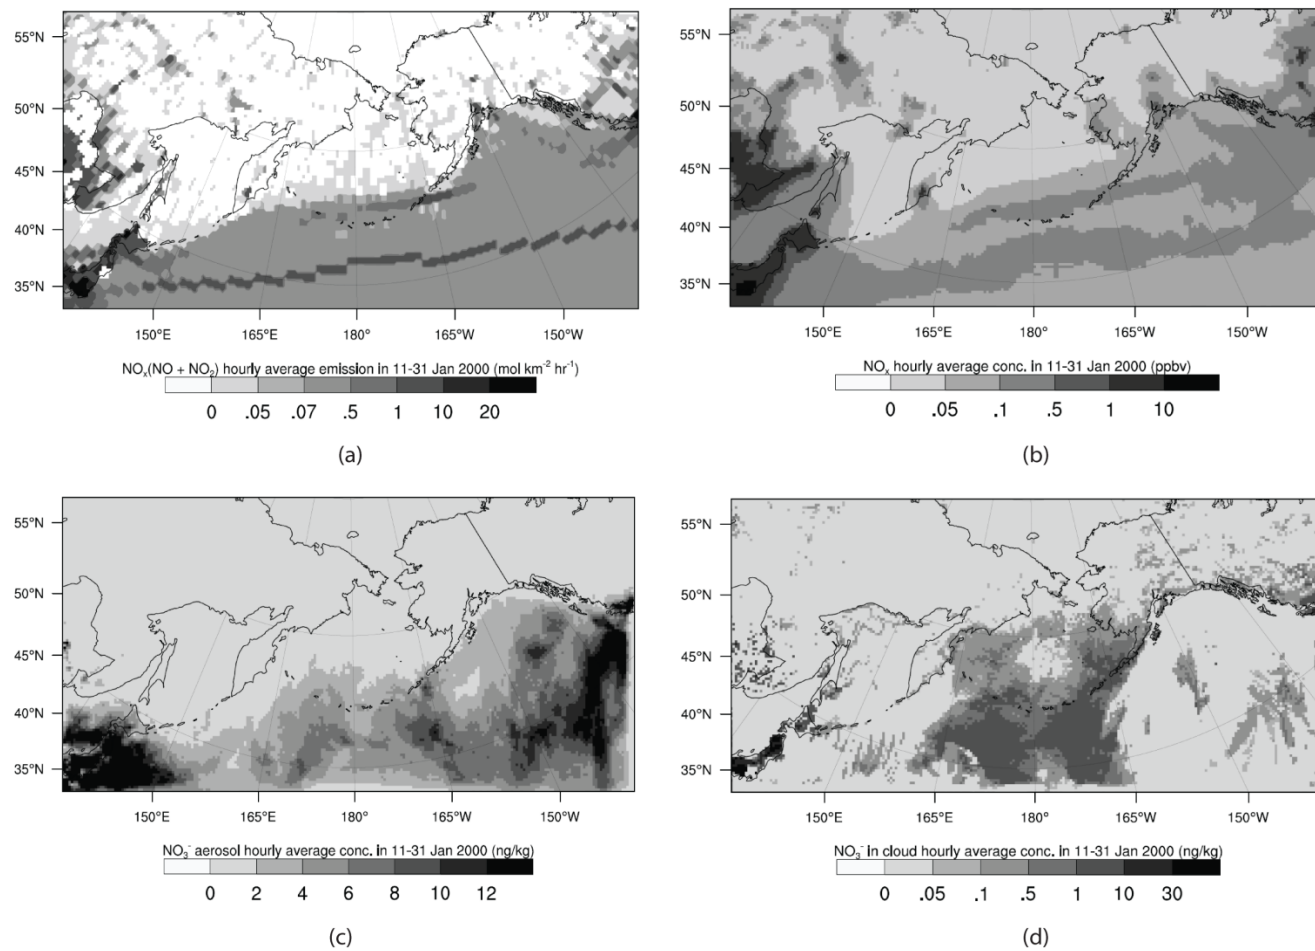 55°N
50°N
45°N
40°N
35°N
150°E
165°E
180°
165°W
150°W
NOₓ(NO + NO₂) hourly average emission in 11-31 Jan 2000 (mol km⁻² hr⁻¹)
0 .05 .07 .5 1 10 20
(a)
55°N
50°N
45°N
40°N
35°N
150°E
165°E
180°
165°W
150°W
NOₓ hourly average conc. in 11-31 Jan 2000 (ppbv)
0 .05 .1 .5 1 10
(b)
55°N
50°N
45°N
40°N
35°N
150°E
165°E
180°
165°W
150°W
NO₃⁻ aerosol hourly average conc. in 11-31 Jan 2000 (ng/kg)
0 2 4 6 8 10 12
(c)
55°N
50°N
45°N
40°N
35°N
150°E
165°E
180°
165°W
150°W
NO₃⁻ in cloud hourly average conc. in 11-31 Jan 2000 (ng/kg)
0 .05 .1 .5 1 10 30
(d)